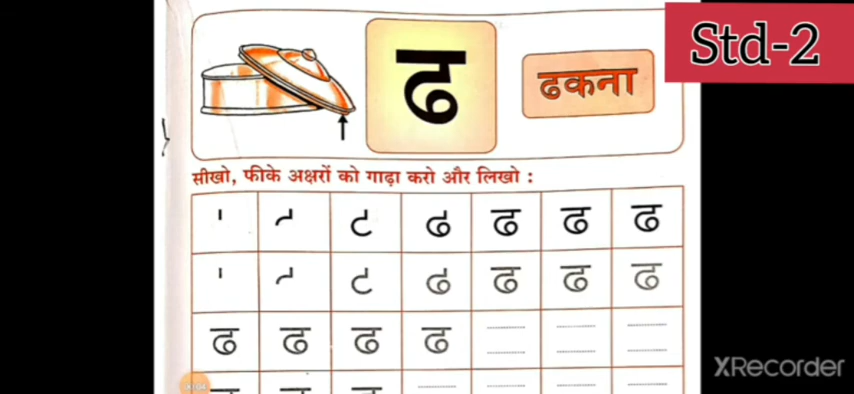 Std-2
ढ
ढकना
सीखो, फीके अक्षरों को गाढ़ा करो और लिखो :
ढ ढ ढ ढ
ढ ढ ढ ढ
ढ ढ ढ ढ
XRecorder